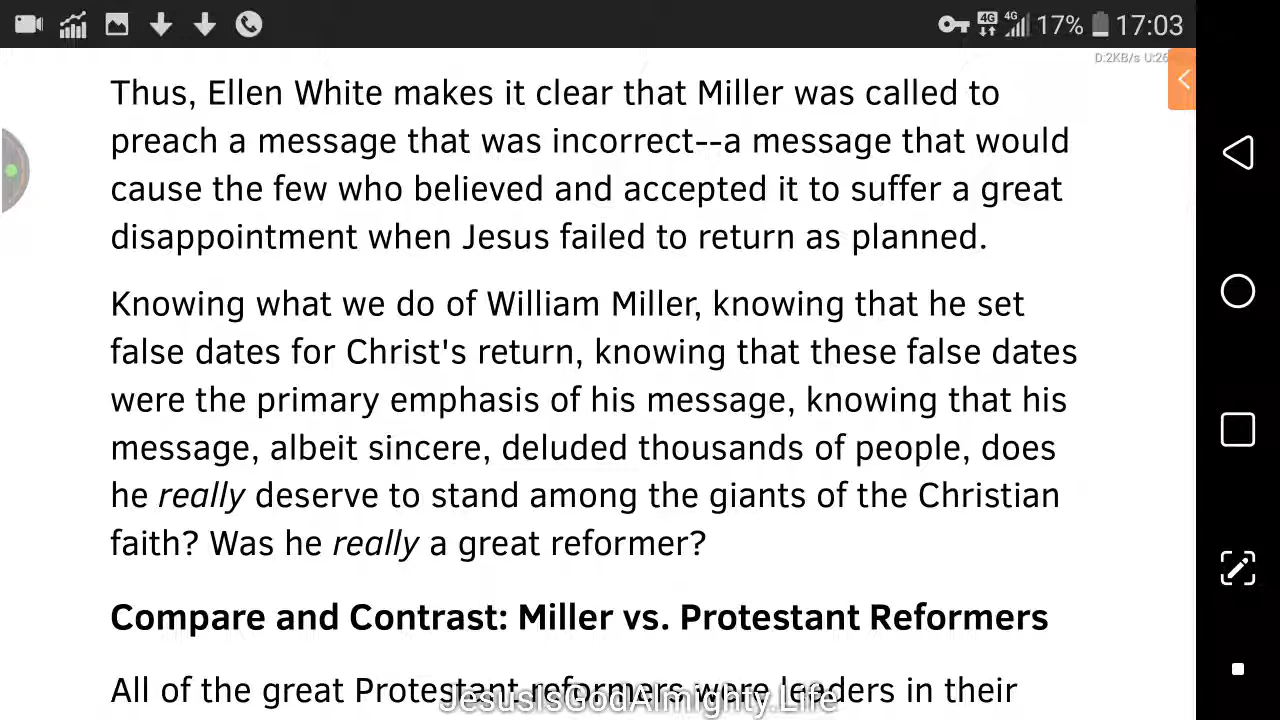 4G 4G 17% 17:03
D:2KB/s U:26
Thus, Ellen White makes it clear that Miller was called to
preach a message that was incorrect--a message that would
cause the few who believed and accepted it to suffer a great
disappointment when Jesus failed to return as planned.
Knowing what we do of William Miller, knowing that he set
false dates for Christ's return, knowing that these false dates
were the primary emphasis of his message, knowing that his
message, albeit sincere, deluded thousands of people, does
he really deserve to stand among the giants of the Christian
faith? Was he really a great reformer?
Compare and Contrast: Miller vs. Protestant Reformers
All of the great Protestant reformers were leaders in their
JesusIsGodAlmighty.Life